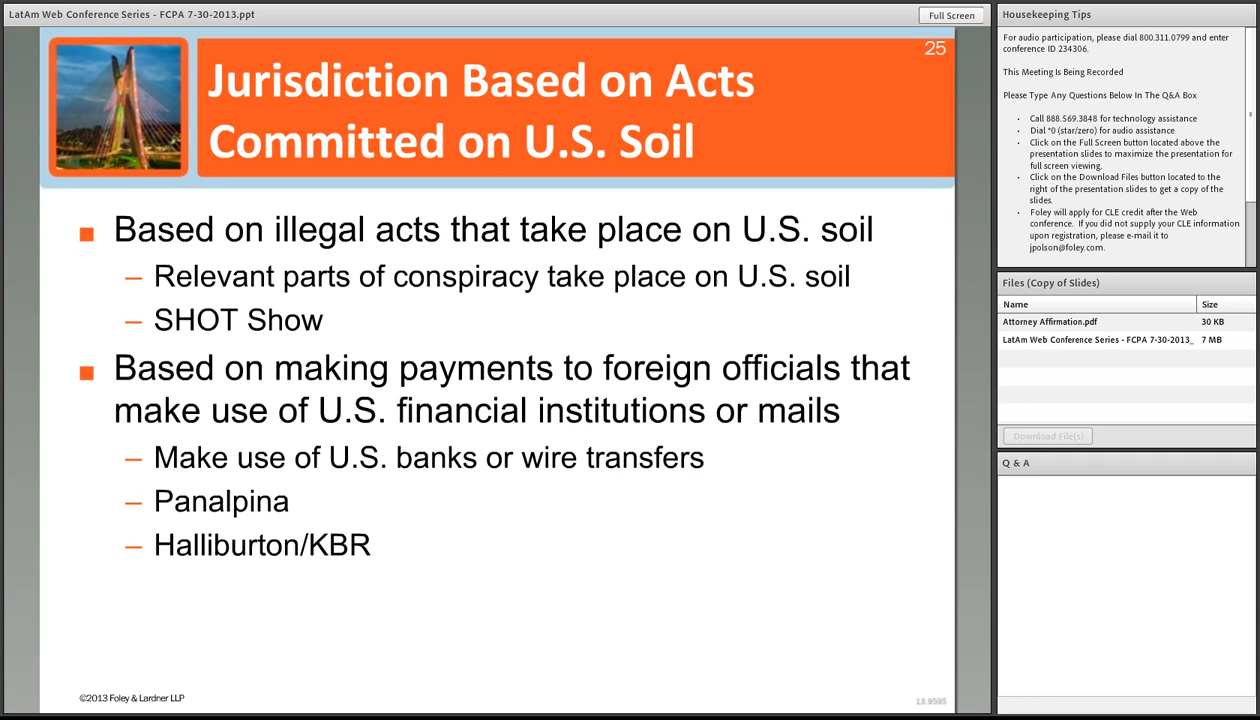 LatAm Web Conference Series - FCPA 7-30-2013.ppt
Full Screen
25
Jurisdiction Based on Acts
Committed on U.S. Soil
■ Based on illegal acts that take place on U.S. soil
– Relevant parts of conspiracy take place on U.S. soil
– SHOT Show
■ Based on making payments to foreign officials that
make use of U.S. financial institutions or mails
– Make use of U.S. banks or wire transfers
– Panalpina
– Halliburton/KBR
©2013 Foley & Lardner LLP
13.9595
Housekeeping Tips
For audio participation, please dial 800.311.0799 and enter
conference ID 234306.
This Meeting Is Being Recorded
Please Type Any Questions Below In The Q&A Box
• Call 888.569.3848 for technology assistance
• Dial *0 (star/zero) for audio assistance
• Click on the Full Screen button located above the
presentation slides to maximize the presentation for
full screen viewing.
• Click on the Download Files button located to the
right of the presentation slides to get a copy of the
slides.
• Foley will apply for CLE credit after the Web
conference. If you did not supply your CLE information
upon registration, please e-mail it to
jpolson@foley.com.
Files (Copy of Slides)
Name Size
Attorney Affirmation.pdf 30 KB
LatAm Web Conference Series - FCPA 7-30-2013_ 7 MB
Download File(s)
Q & A